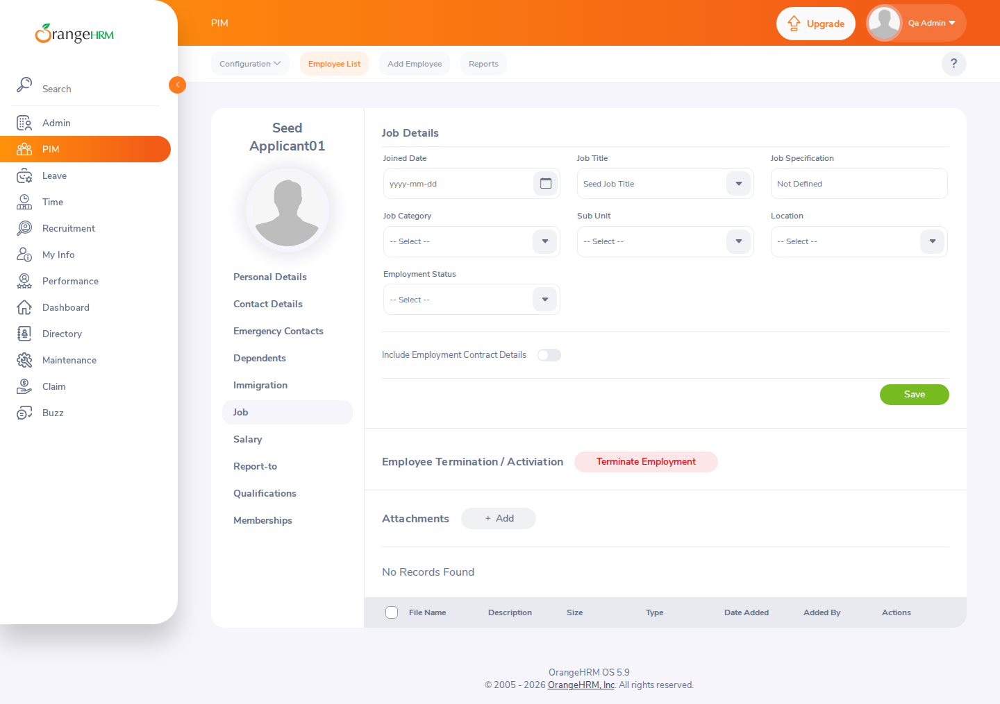 OrangeHRM
Search
Admin
PIM
Leave
Time
Recruitment
My Info
Performance
Dashboard
Directory
Maintenance
Claim
Buzz
PIM
Upgrade
Qa Admin
Configuration
Employee List
Add Employee
Reports
?
Seed
Applicant01
Personal Details
Contact Details
Emergency Contacts
Dependents
Immigration
Job
Salary
Report-to
Qualifications
Memberships
Job Details
Joined Date
Job Title
Job Specification
yyyy-mm-dd
Seed Job Title
Not Defined
Job Category
Sub Unit
Location
-- Select --
-- Select --
-- Select --
Employment Status
-- Select --
Include Employment Contract Details
Save
Employee Termination / Activiation
Terminate Employment
Attachments
+ Add
No Records Found
File Name
Description
Size
Type
Date Added
Added By
Actions
OrangeHRM OS 5.9
© 2005 - 2026 OrangeHRM, Inc. All rights reserved.